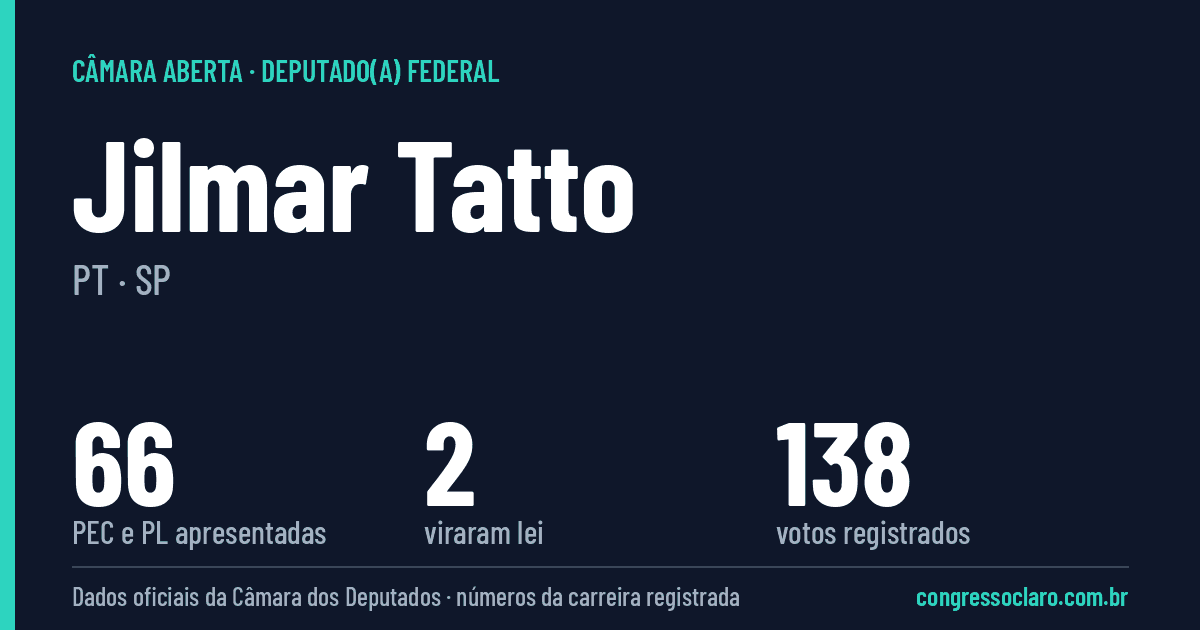 CÂMARA ABERTA · DEPUTADO(A) FEDERAL
Jilmar Tatto
PT · SP
66 2 138
PEC e PL apresentadas viraram lei votos registrados
Dados oficiais da Câmara dos Deputados · números da carreira registrada congressoclaro.com.br